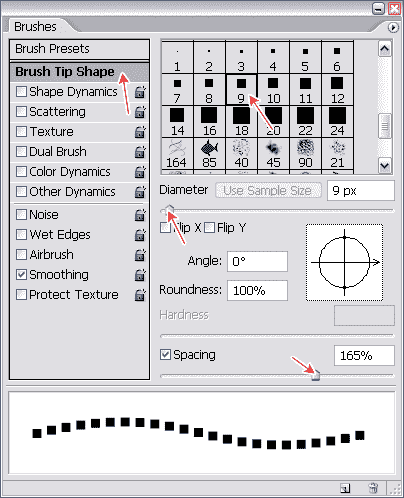 Brushes
Brush Presets
Brush Tip Shape
Shape Dynamics
Scattering
Texture
Dual Brush
Color Dynamics
Other Dynamics
Noise
Wet Edges
Airbrush
Smoothing
Protect Texture
1 2 3 4 5 6
7 8 9 10 11 12
14 16 18 20 22 24
164 85 40 45 90 21
Diameter Use Sample Size 9 px
Flip X Flip Y
Angle: 0°
Roundness: 100%
Hardness
Spacing 165%